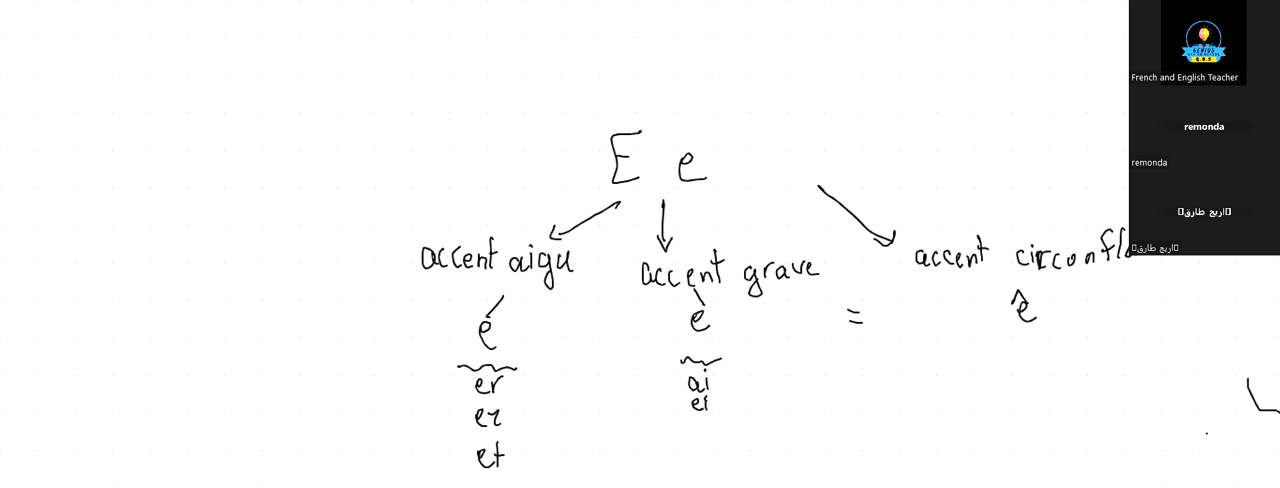 French and English Teacher
remonda
remonda
اريج طارق
اريج طارق
E e
accent aigu
accent grave
accent circonfl
é
è
=
ê
er
ez
et
ai
ei